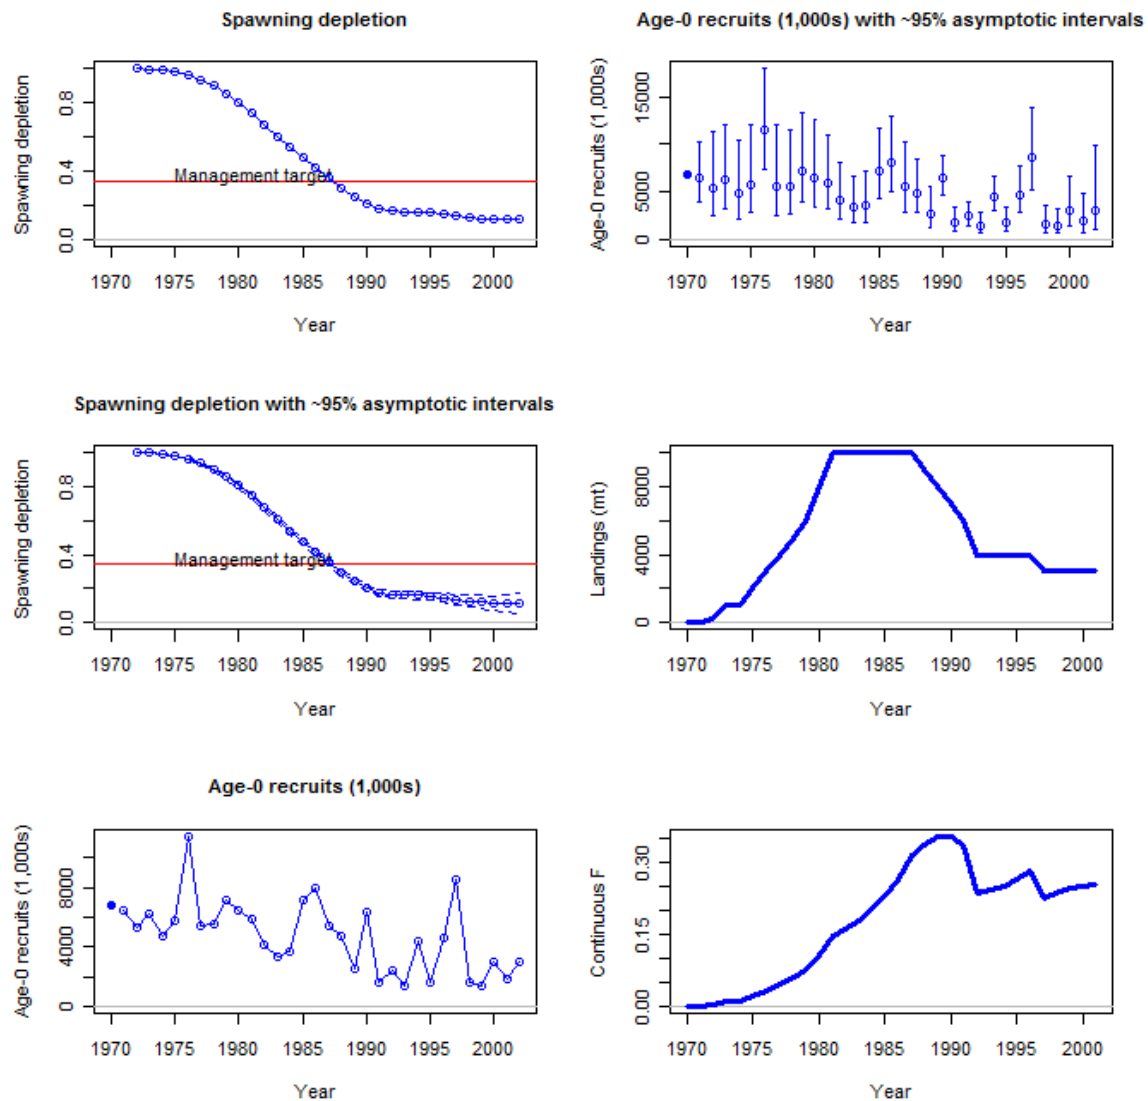 Spawning depletion
Spawning depletion
0.8
0.4
0.0
Management target
1970 1975 1980 1985 1990 1995 2000
Year
Age-0 recruits (1,000s) with ~95% asymptotic intervals
Age-0 recruits (1,000s)
15000
5000
0
1970 1975 1980 1985 1990 1995 2000
Year
Spawning depletion with ~95% asymptotic intervals
Spawning depletion
0.8
0.4
0.0
Management target
1970 1975 1980 1985 1990 1995 2000
Year
Landings (mt)
8000
4000
0
1970 1975 1980 1985 1990 1995 2000
Year
Age-0 recruits (1,000s)
Age-0 recruits (1,000s)
8000
4000
0
1970 1975 1980 1985 1990 1995 2000
Year
Continuous F
0.30
0.15
0.00
1970 1975 1980 1985 1990 1995 2000
Year